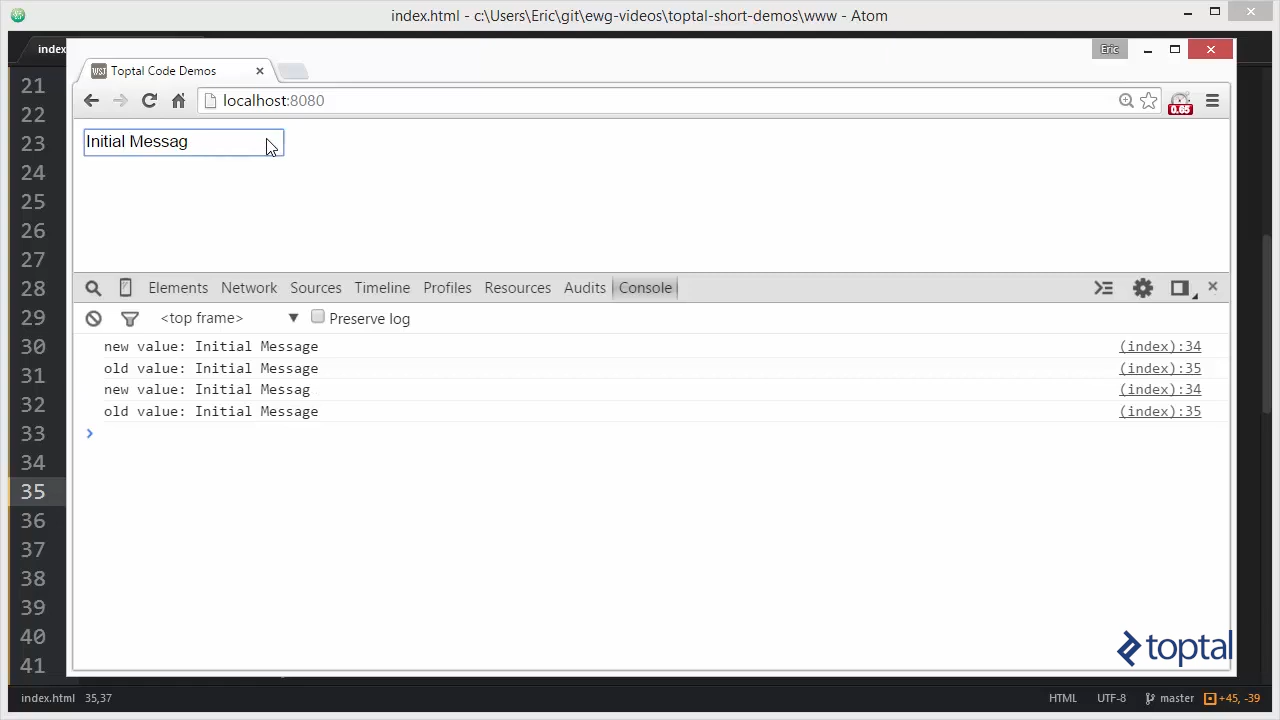 index.html - c:\Users\Eric\git\ewg-videos\toptal-short-demos\www - Atom
index
Eric
WST Toptal Code Demos
localhost:8080
0.65
Initial Messag
Elements Network Sources Timeline Profiles Resources Audits Console
<top frame> Preserve log
new value: Initial Message (index):34
old value: Initial Message (index):35
new value: Initial Messag (index):34
old value: Initial Message (index):35
21
22
23
24
25
26
27
28
29
30
31
32
33
34
35
36
37
38
39
40
41
toptal
index.html 35,37 HTML UTF-8 master +45, -39